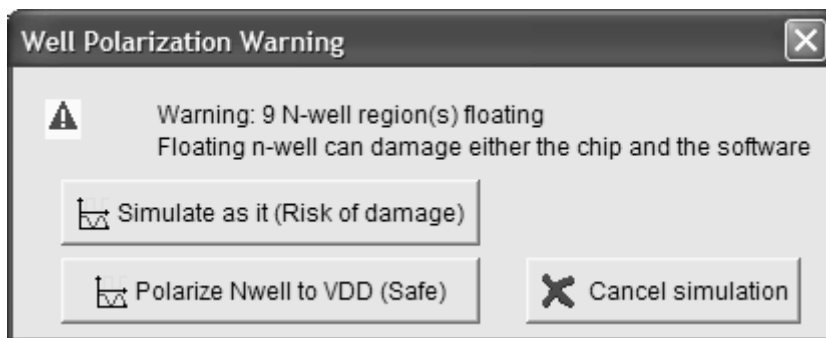 Well Polarization Warning
Warning: 9 N-well region(s) floating
Floating n-well can damage either the chip and the software
Simulate as it (Risk of damage)
Polarize Nwell to VDD (Safe)
Cancel simulation